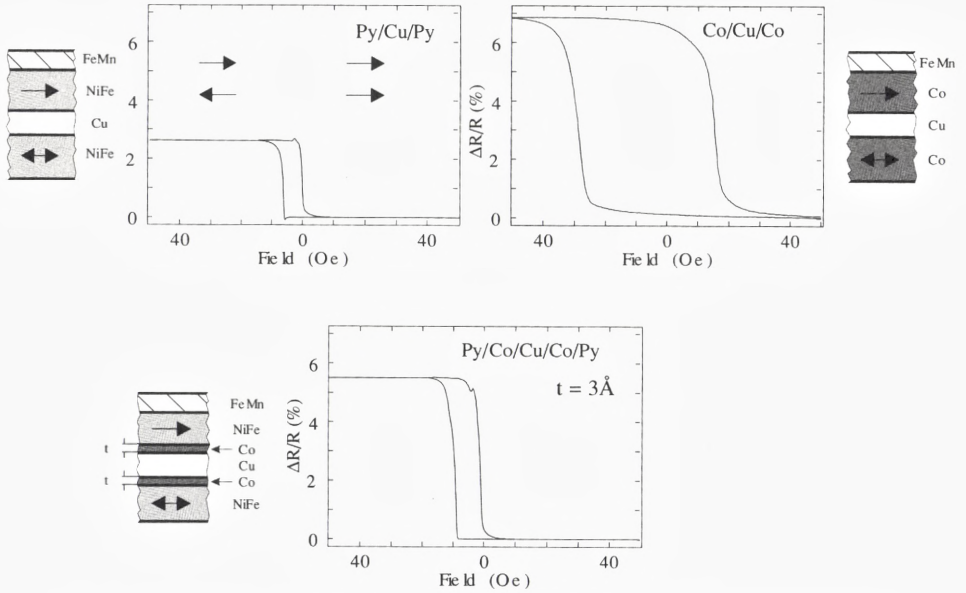 Py/Cu/Py
6
4
2
0
40
0
40
Field (Oe)
FeMn
NiFe
Cu
NiFe
Co/Cu/Co
ΔR/R (%)
6
4
2
0
40
0
40
Field (Oe)
FeMn
Co
Cu
Co
Py/Co/Cu/Co/Py
t = 3Å
ΔR/R (%)
6
4
2
0
40
0
40
Field (Oe)
FeMn
NiFe
t
Co
Cu
t
Co
NiFe